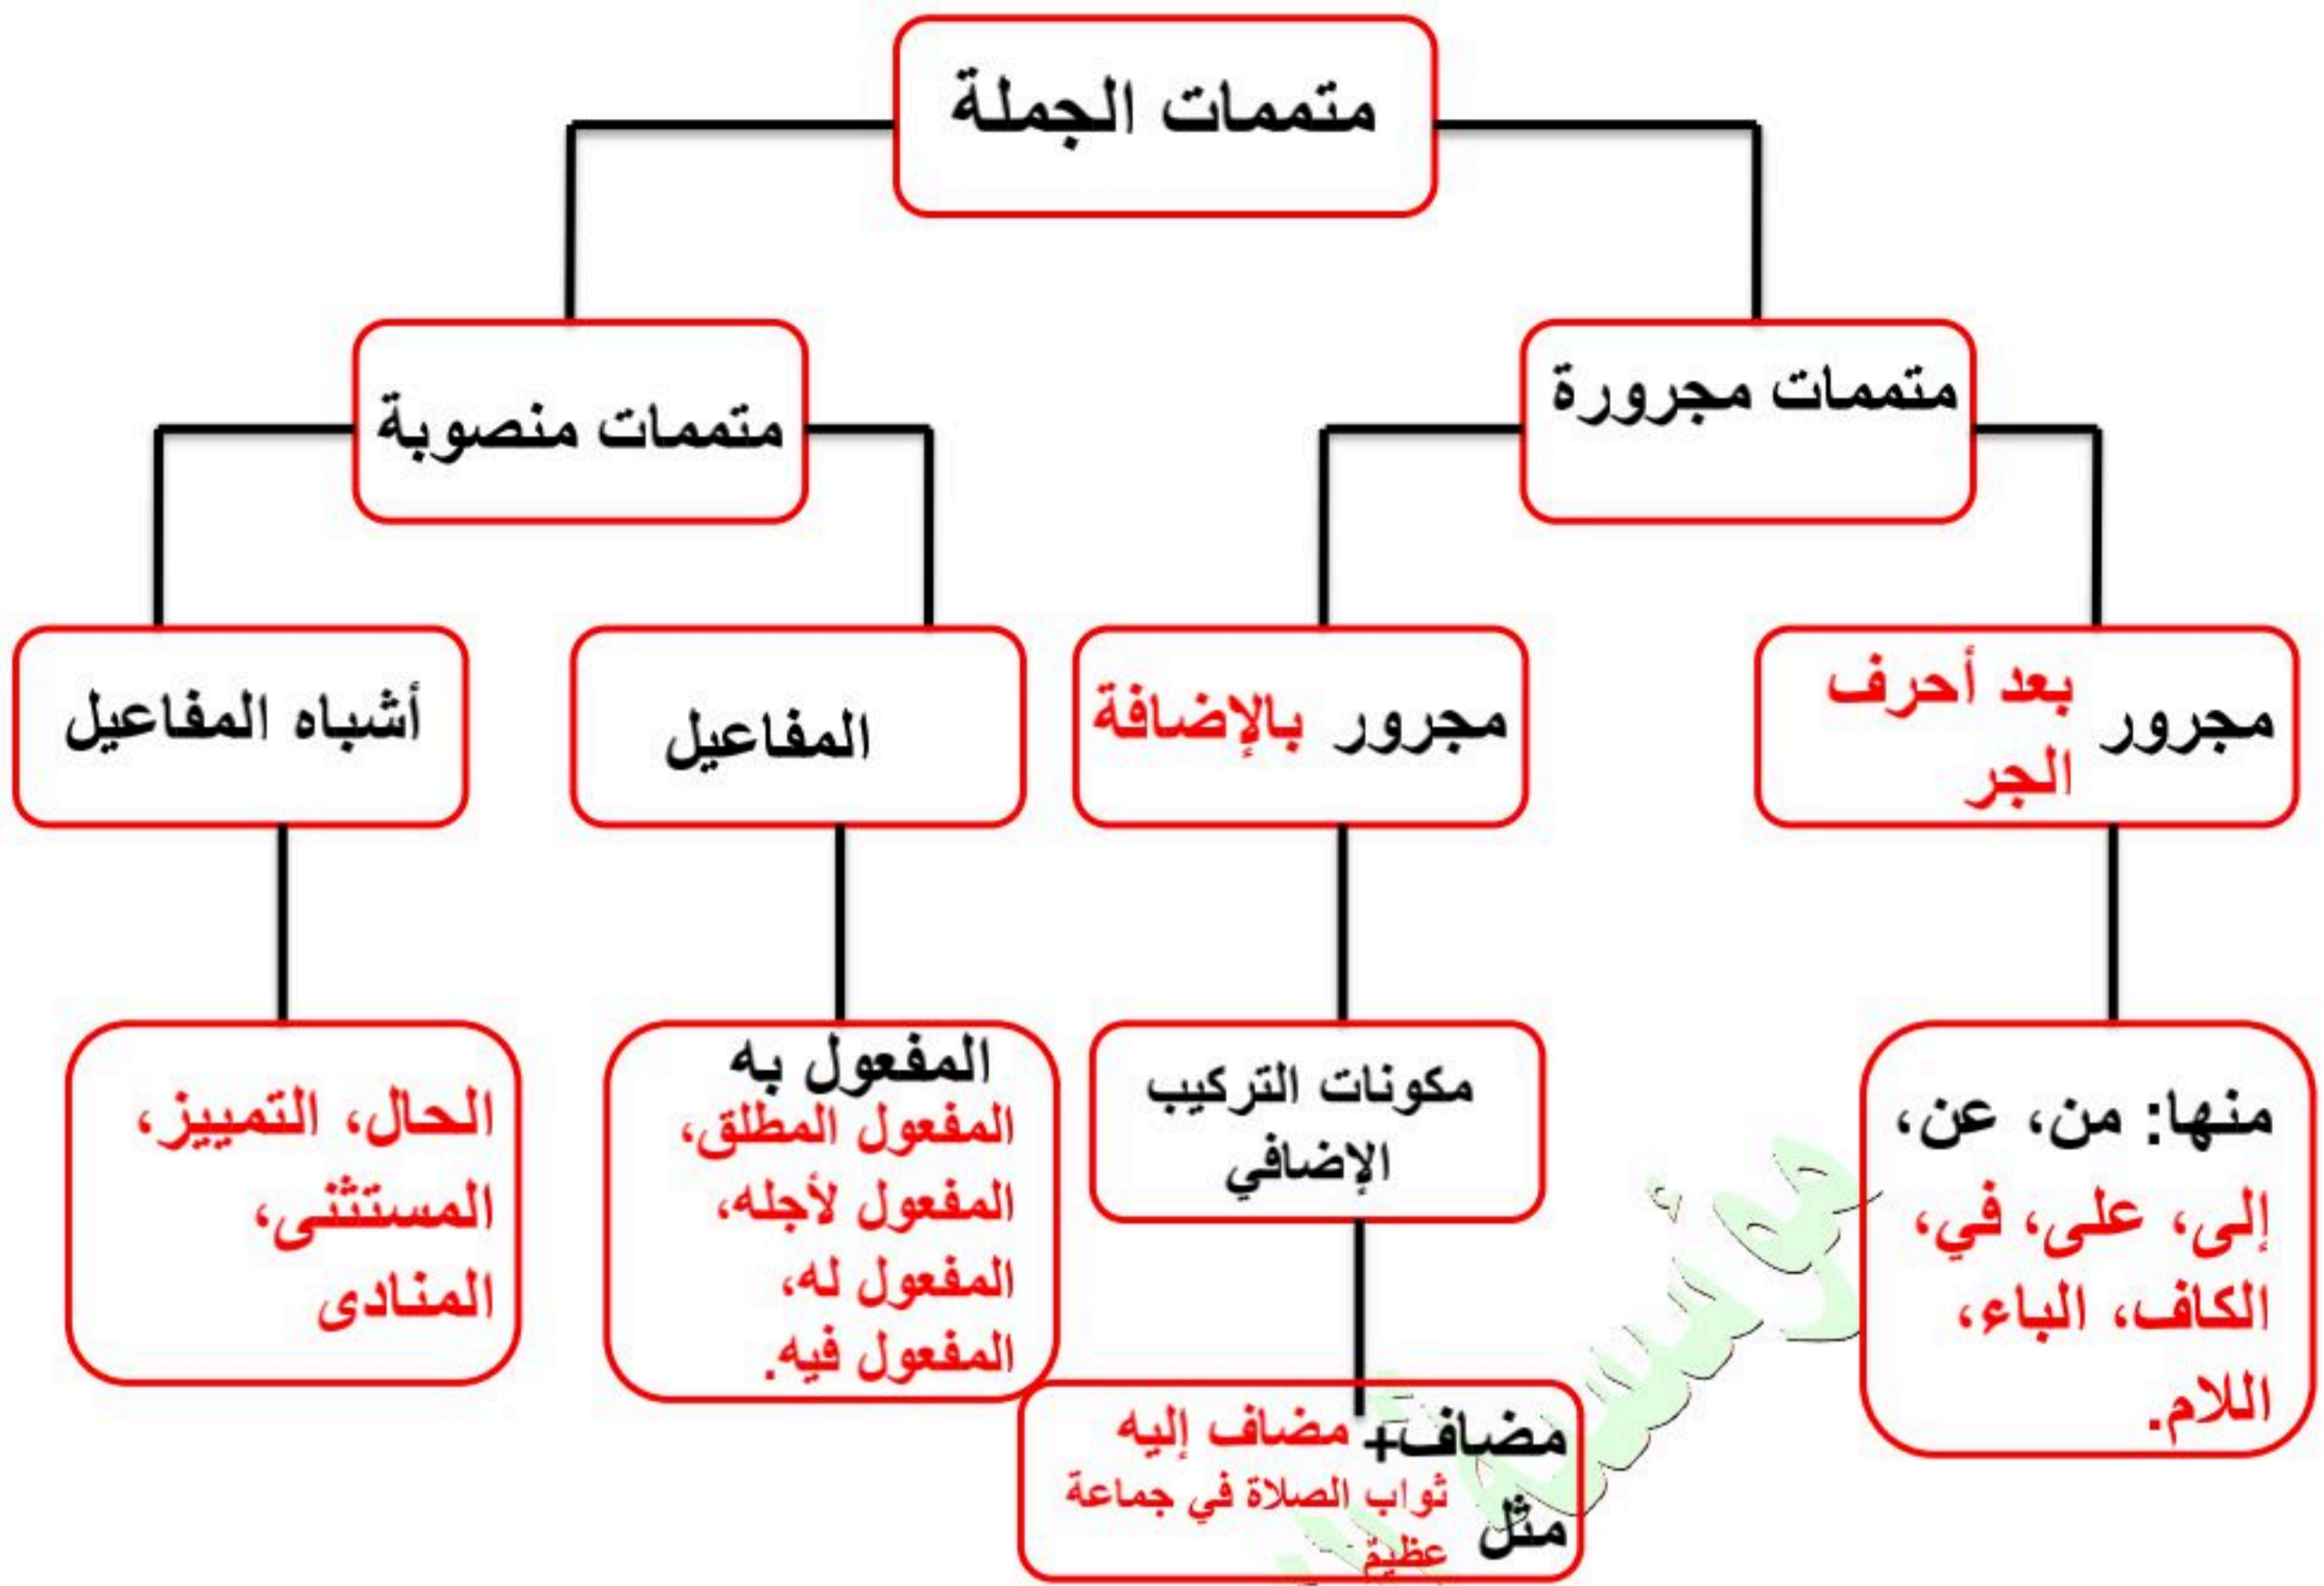 متممات الجملة
متممات مجرورة
متممات منصوبة
مجرور بعد أحرف
الجر
مجرور بالإضافة
المفاعيل
أشباه المفاعيل
منها: من، عن،
إلى، على، في،
الكاف، الباء،
اللام.
مكونات التركيب
الإضافي
مضاف+ مضاف إليه
مثل ثواب الصلاة في جماعة
عظيمٌ
المفعول به
المفعول المطلق،
المفعول لأجله،
المفعول له،
المفعول فيه.
الحال، التمييز،
المستثنى،
المنادى